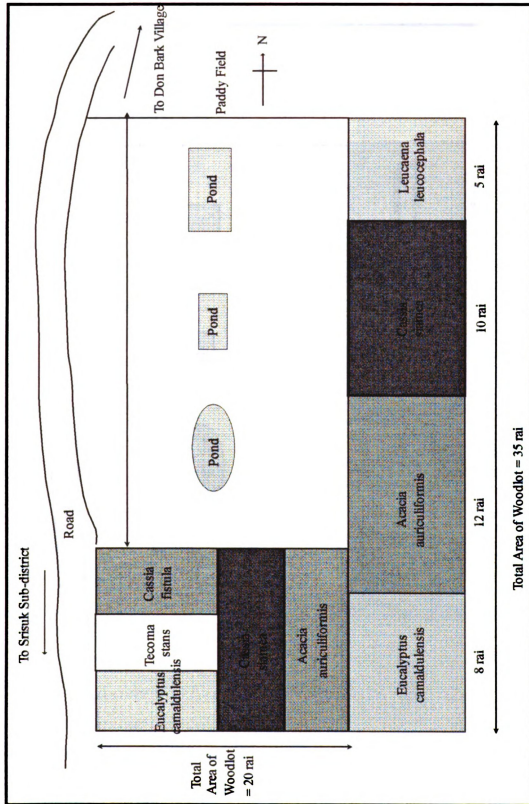 To Srisuk Sub-district
Road
To Don Bark Village
Paddy Field
N
Pond
Pond
Pond
Cassia
fistula
Tecoma
stans
Eucalyptus
camaldulensis
Acacia
auriculiformis
Total
Area of
Woodlot
= 20 rai
Eucalyptus
camaldulensis
Acacia
auriculiformis
Leucaena
leucocephala
8 rai
12 rai
10 rai
5 rai
Total Area of Woodlot = 35 rai